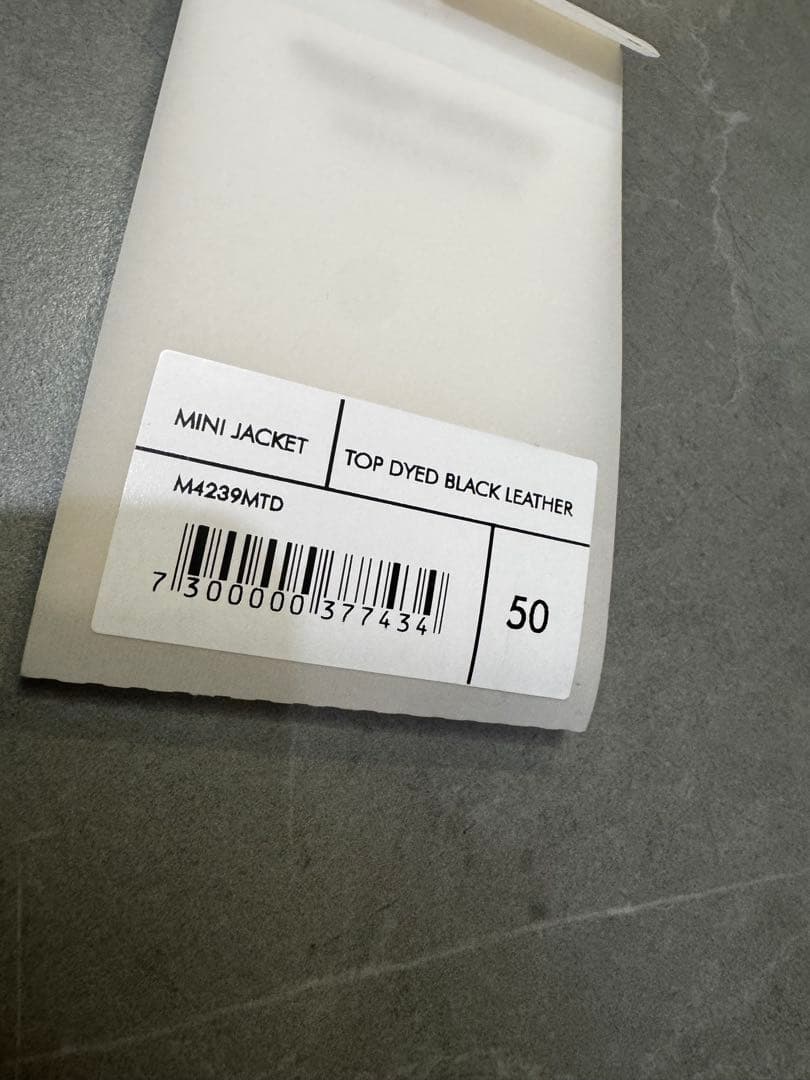 MINI JACKET
TOP DYED BLACK LEATHER
M4239MTD
7 300000 377434
50